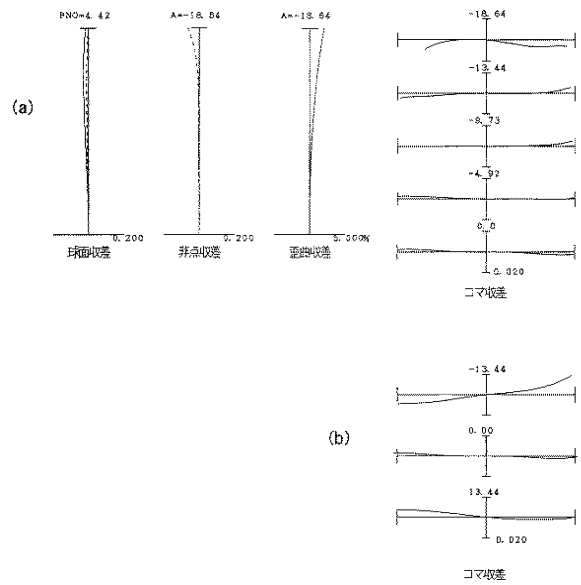 FNO=4.42
A=-18.64
A=-18.64
(a)
0.200
0.200
5.000%
球面収差
非点収差
歪曲収差
-18.64
-13.44
-9.73
-4.92
0.0
0.020
コマ収差
(b)
-13.44
0.00
13.44
0.020
コマ収差